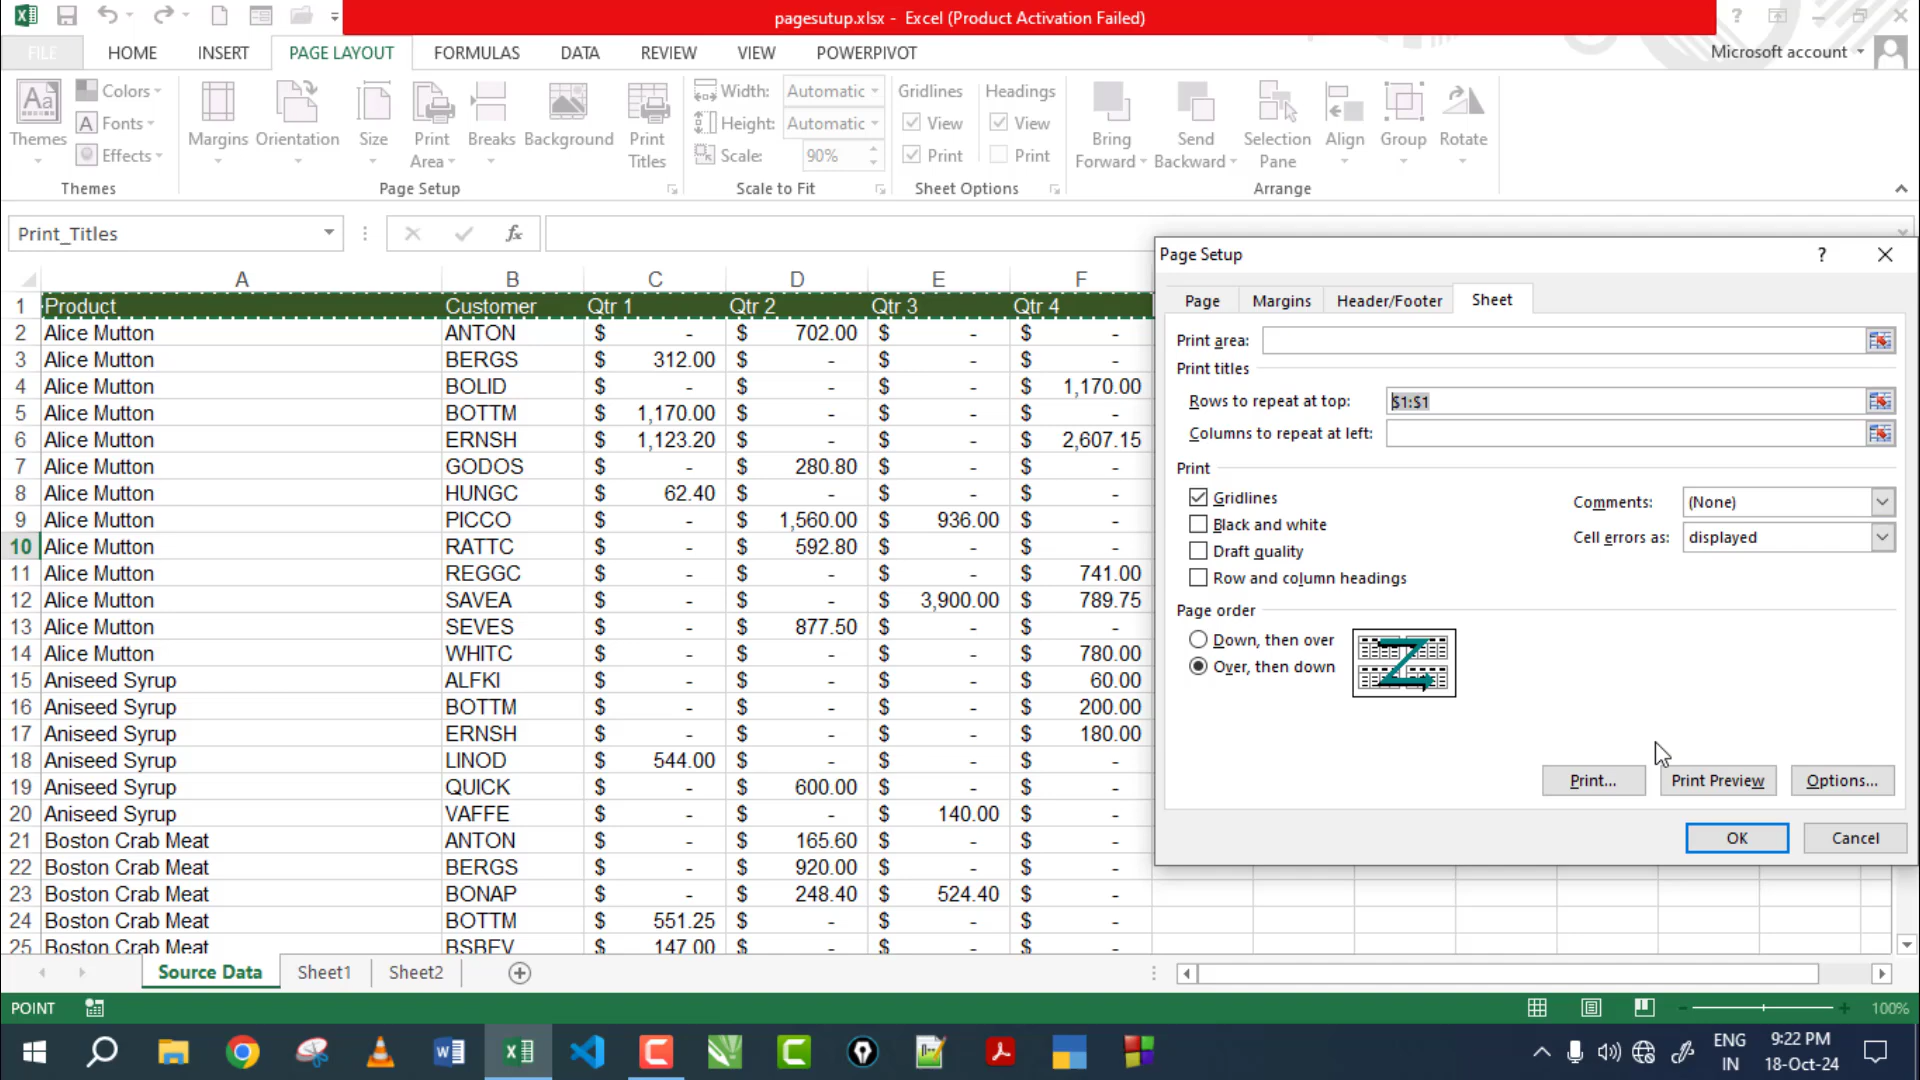 pagesutup.xlsx - Excel (Product Activation Failed)
FILE HOME INSERT PAGE LAYOUT FORMULAS DATA REVIEW VIEW POWERPIVOT Microsoft account
Colors Width: Automatic Gridlines Headings
Fonts Height: Automatic View View
Themes Effects Margins Orientation Size Print Area Breaks Background Print Titles Scale: 90% Print Print Bring Forward Send Backward Selection Pane Align Group Rotate
Themes Page Setup Scale to Fit Sheet Options Arrange
Print_Titles fx
A B C D E F
1 Product Customer Qtr 1 Qtr 2 Qtr 3 Qtr 4
2 Alice Mutton ANTON $ - $ 702.00 $ - $ -
3 Alice Mutton BERGS $ 312.00 $ - $ - $ -
4 Alice Mutton BOLID $ - $ - $ - $ 1,170.00
5 Alice Mutton BOTTM $ 1,170.00 $ - $ - $ -
6 Alice Mutton ERNSH $ 1,123.20 $ - $ - $ 2,607.15
7 Alice Mutton GODOS $ - $ 280.80 $ - $ -
8 Alice Mutton HUNGC $ 62.40 $ - $ - $ -
9 Alice Mutton PICCO $ - $ 1,560.00 $ 936.00 $ -
10 Alice Mutton RATTC $ - $ 592.80 $ - $ -
11 Alice Mutton REGGC $ - $ - $ - $ 741.00
12 Alice Mutton SAVEA $ - $ - $ 3,900.00 $ 789.75
13 Alice Mutton SEVES $ - $ 877.50 $ - $ -
14 Alice Mutton WHITC $ - $ - $ - $ 780.00
15 Aniseed Syrup ALFKI $ - $ - $ - $ 60.00
16 Aniseed Syrup BOTTM $ - $ - $ - $ 200.00
17 Aniseed Syrup ERNSH $ - $ - $ - $ 180.00
18 Aniseed Syrup LINOD $ 544.00 $ - $ - $ -
19 Aniseed Syrup QUICK $ - $ 600.00 $ - $ -
20 Aniseed Syrup VAFFE $ - $ - $ 140.00 $ -
21 Boston Crab Meat ANTON $ - $ 165.60 $ - $ -
22 Boston Crab Meat BERGS $ - $ 920.00 $ - $ -
23 Boston Crab Meat BONAP $ - $ 248.40 $ 524.40 $ -
24 Boston Crab Meat BOTTM $ 551.25 $ - $ - $ -
25 Boston Crab Meat BSBEV $ 147.00 $ - $ - $ -
Page Setup ?
Page Margins Header/Footer Sheet
Print area:
Print titles
Rows to repeat at top: $1:$1
Columns to repeat at left:
Print
Gridlines Comments: (None)
Black and white
Cell errors as: displayed
Draft quality
Row and column headings
Page order
Down, then over
Over, then down
Print... Print Preview Options...
OK Cancel
Source Data Sheet1 Sheet2
POINT 100%
ENG 9:22 PM
IN 18-Oct-24